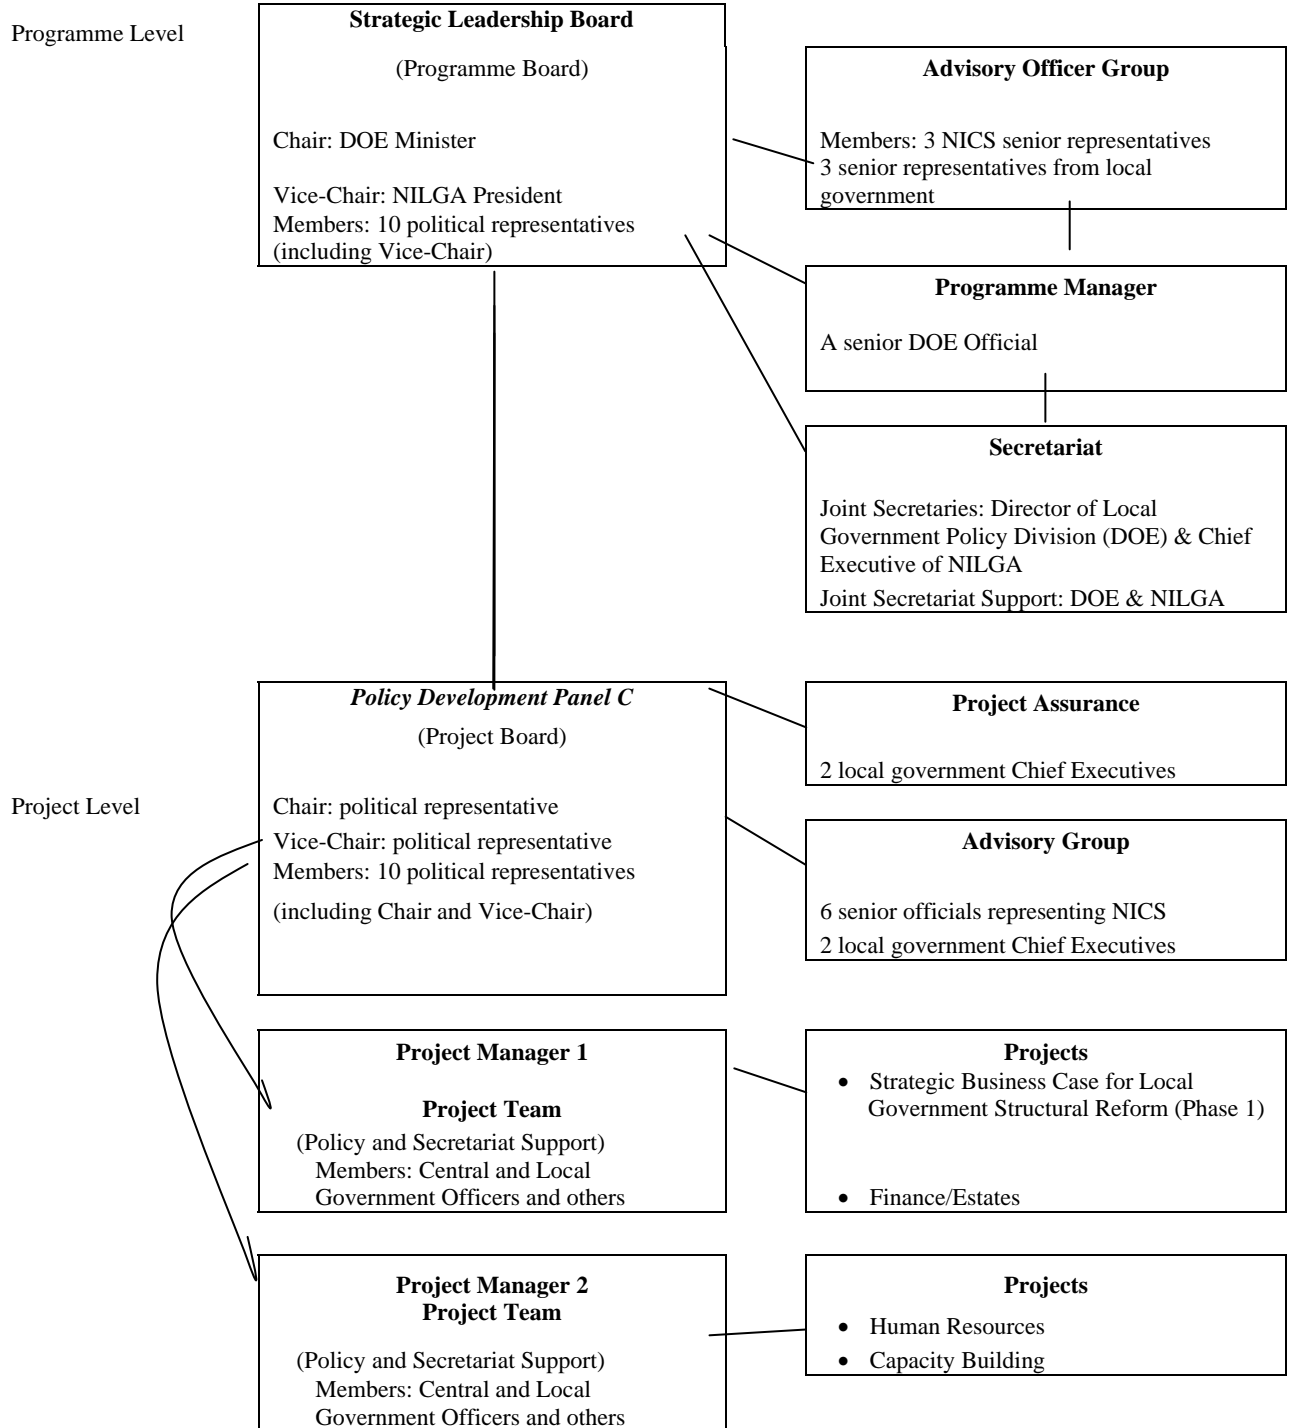 Programme Level
Strategic Leadership Board
(Programme Board)
Chair: DOE Minister
Vice-Chair: NILGA President
Members: 10 political representatives
(including Vice-Chair)
Advisory Officer Group
Members: 3 NICS senior representatives
3 senior representatives from local
government
Programme Manager
A senior DOE Official
Secretariat
Joint Secretaries: Director of Local
Government Policy Division (DOE) & Chief
Executive of NILGA
Joint Secretariat Support: DOE & NILGA
Project Level
Policy Development Panel C
(Project Board)
Chair: political representative
Vice-Chair: political representative
Members: 10 political representatives
(including Chair and Vice-Chair)
Project Assurance
2 local government Chief Executives
Advisory Group
6 senior officials representing NICS
2 local government Chief Executives
Project Manager 1
Project Team
(Policy and Secretariat Support)
Members: Central and Local
Government Officers and others
Projects
• Strategic Business Case for Local
Government Structural Reform (Phase 1)
• Finance/Estates
Project Manager 2
Project Team
(Policy and Secretariat Support)
Members: Central and Local
Government Officers and others
Projects
• Human Resources
• Capacity Building